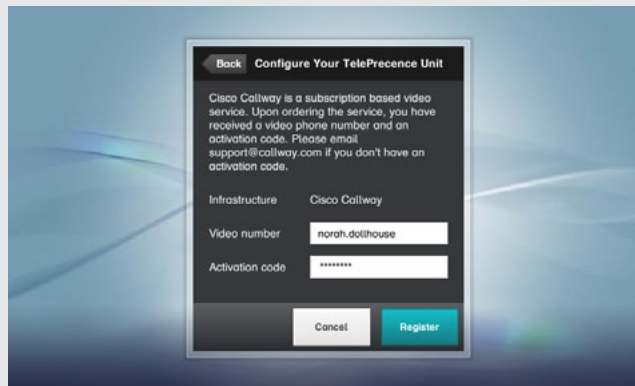 Back Configure Your TelePrecence Unit
Cisco Callway is a subscription based video
service. Upon ordering the service, you have
received a video phone number and an
activation code. Please email
support@callway.com if you don't have an
activation code.
Infrastructure Cisco Callway
Video number norah.dollhouse
Activation code ********
Cancel Register